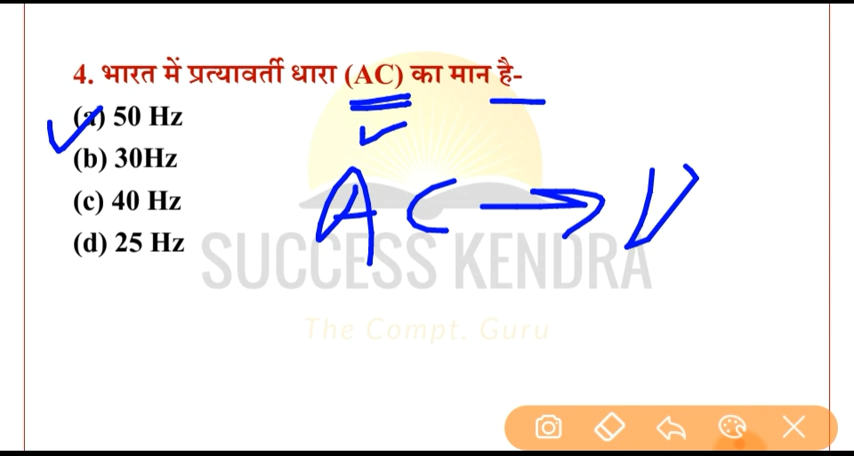 4. भारत में प्रत्यावर्ती धारा (AC) का मान है-
(a) 50 Hz
(b) 30Hz
(c) 40 Hz
(d) 25 Hz
AC → V
SUCCESS KENDRA
The Compt. Guru